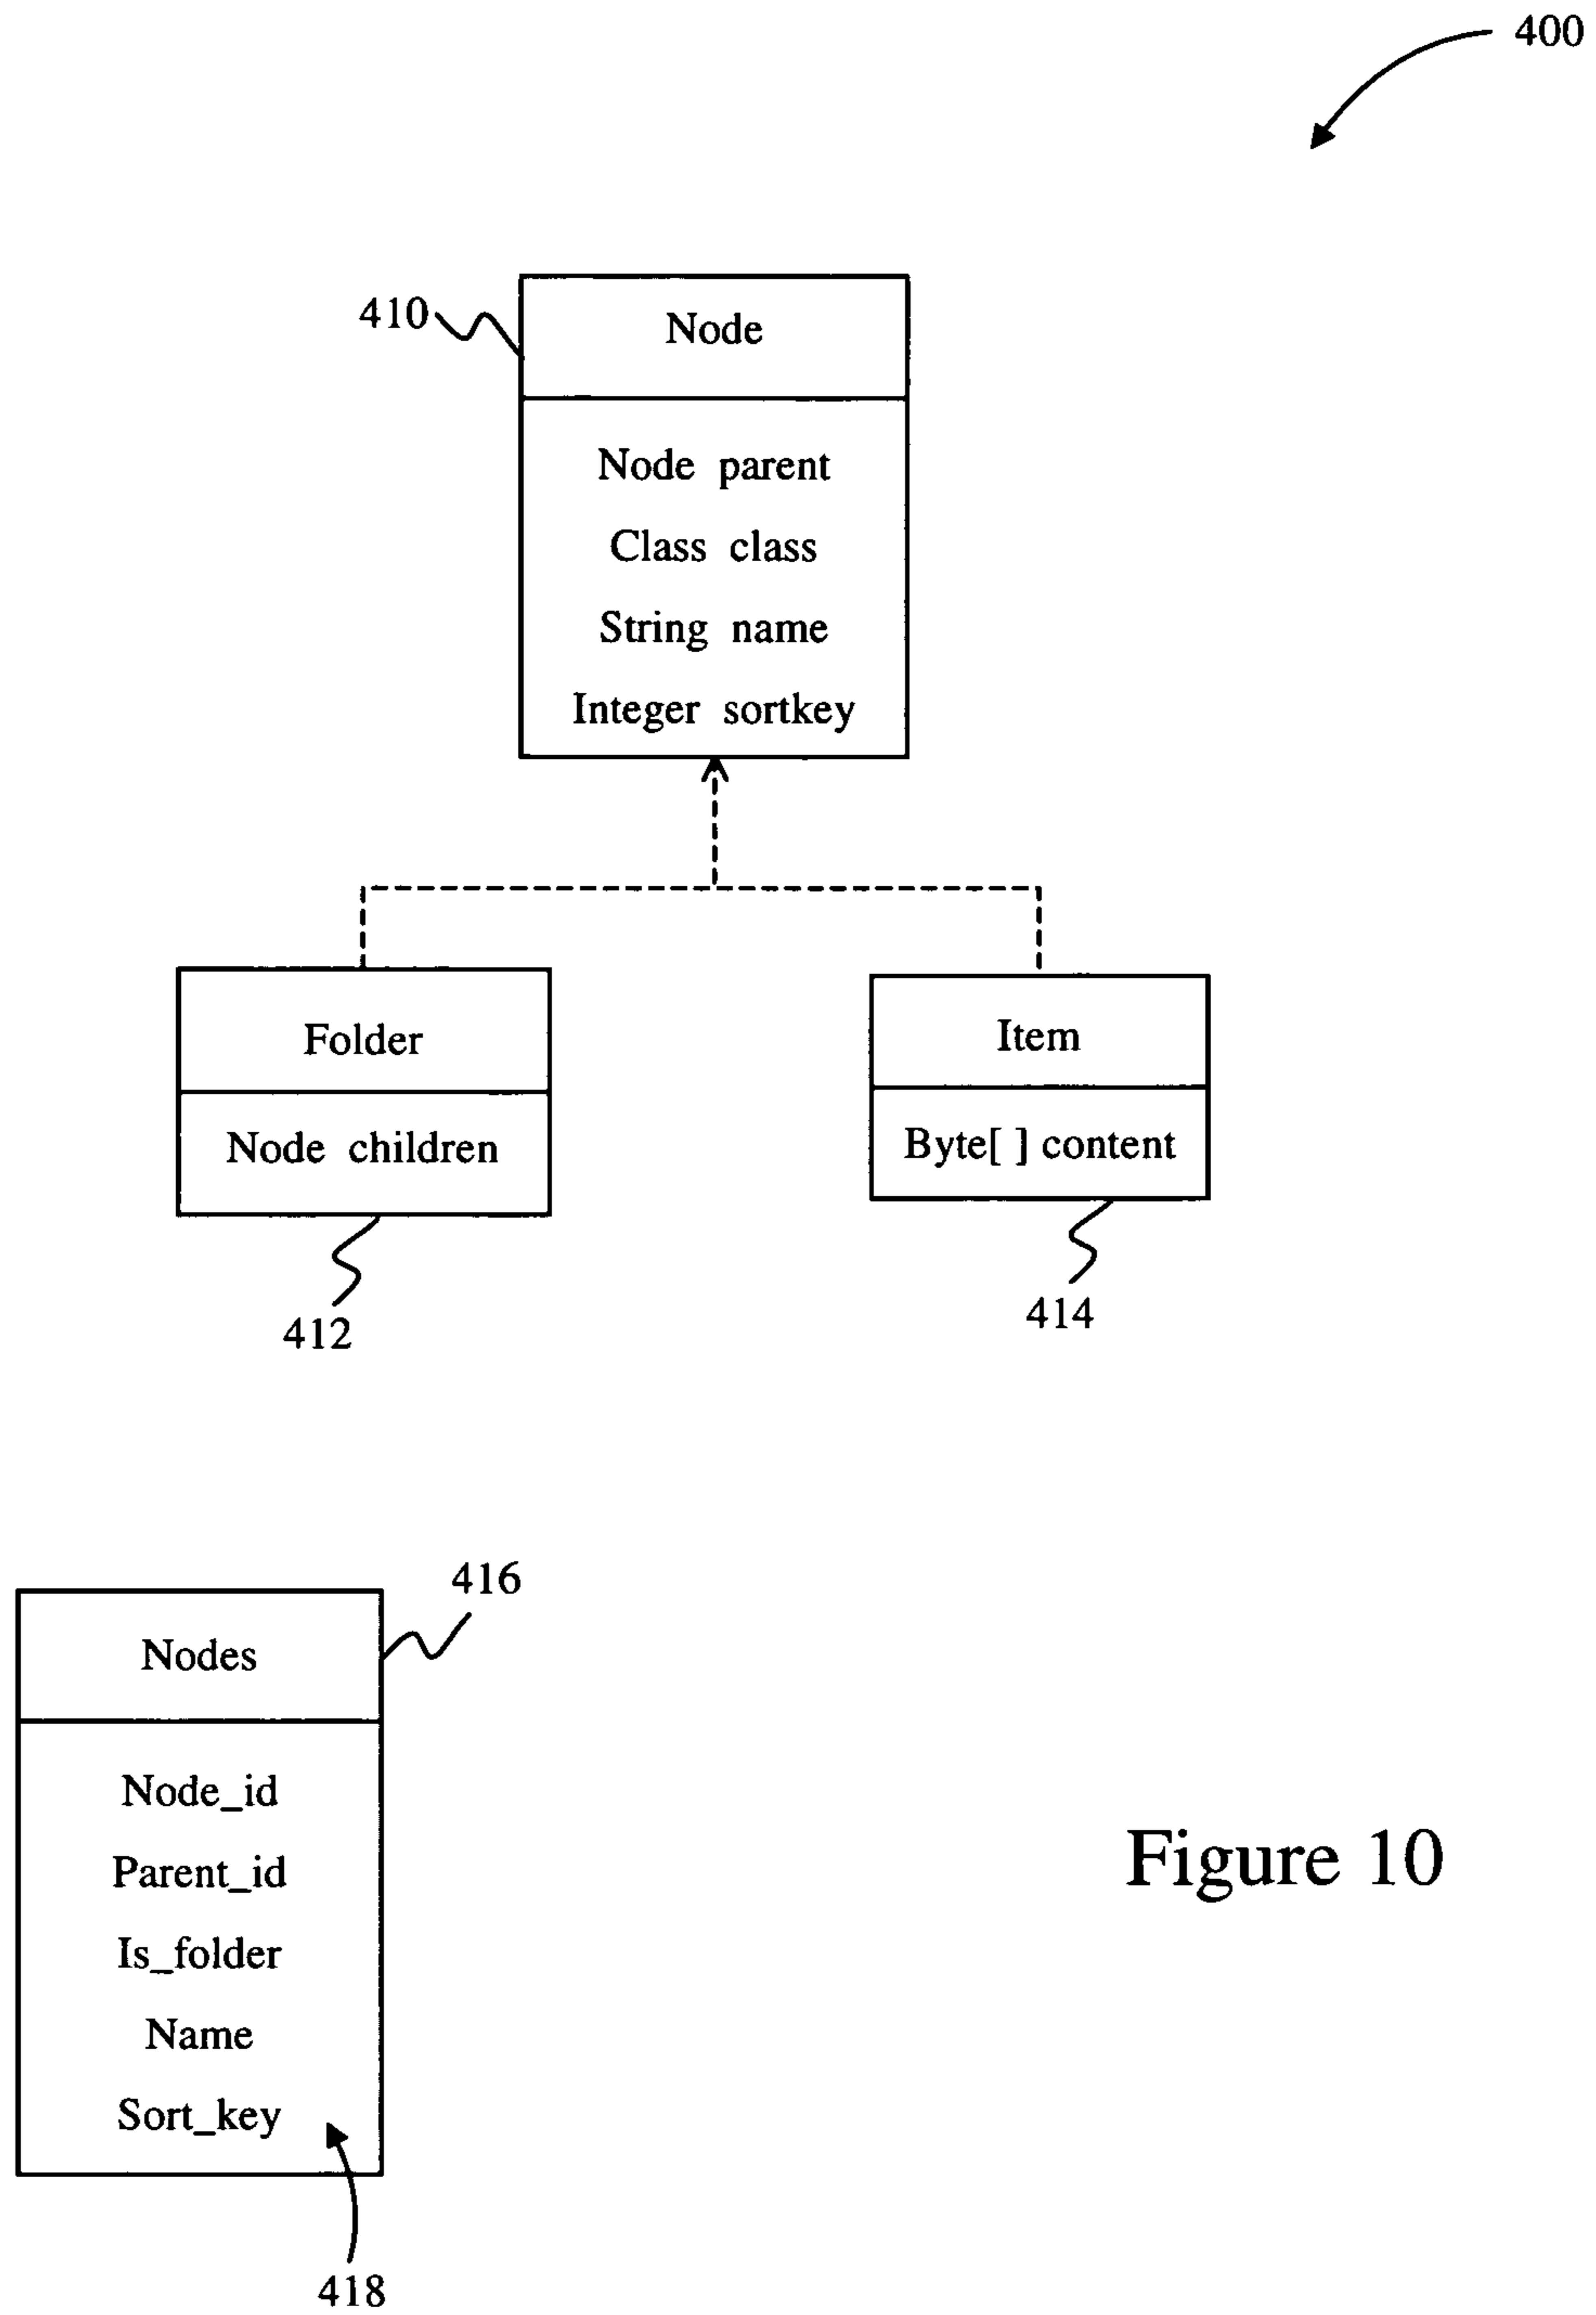 400
410
Node
Node parent
Class class
String name
Integer sortkey
Folder
Node children
Item
Byte[ ] content
412
414
416
Nodes
Node_id
Parent_id
Is_folder
Name
Sort_key
418
Figure 10